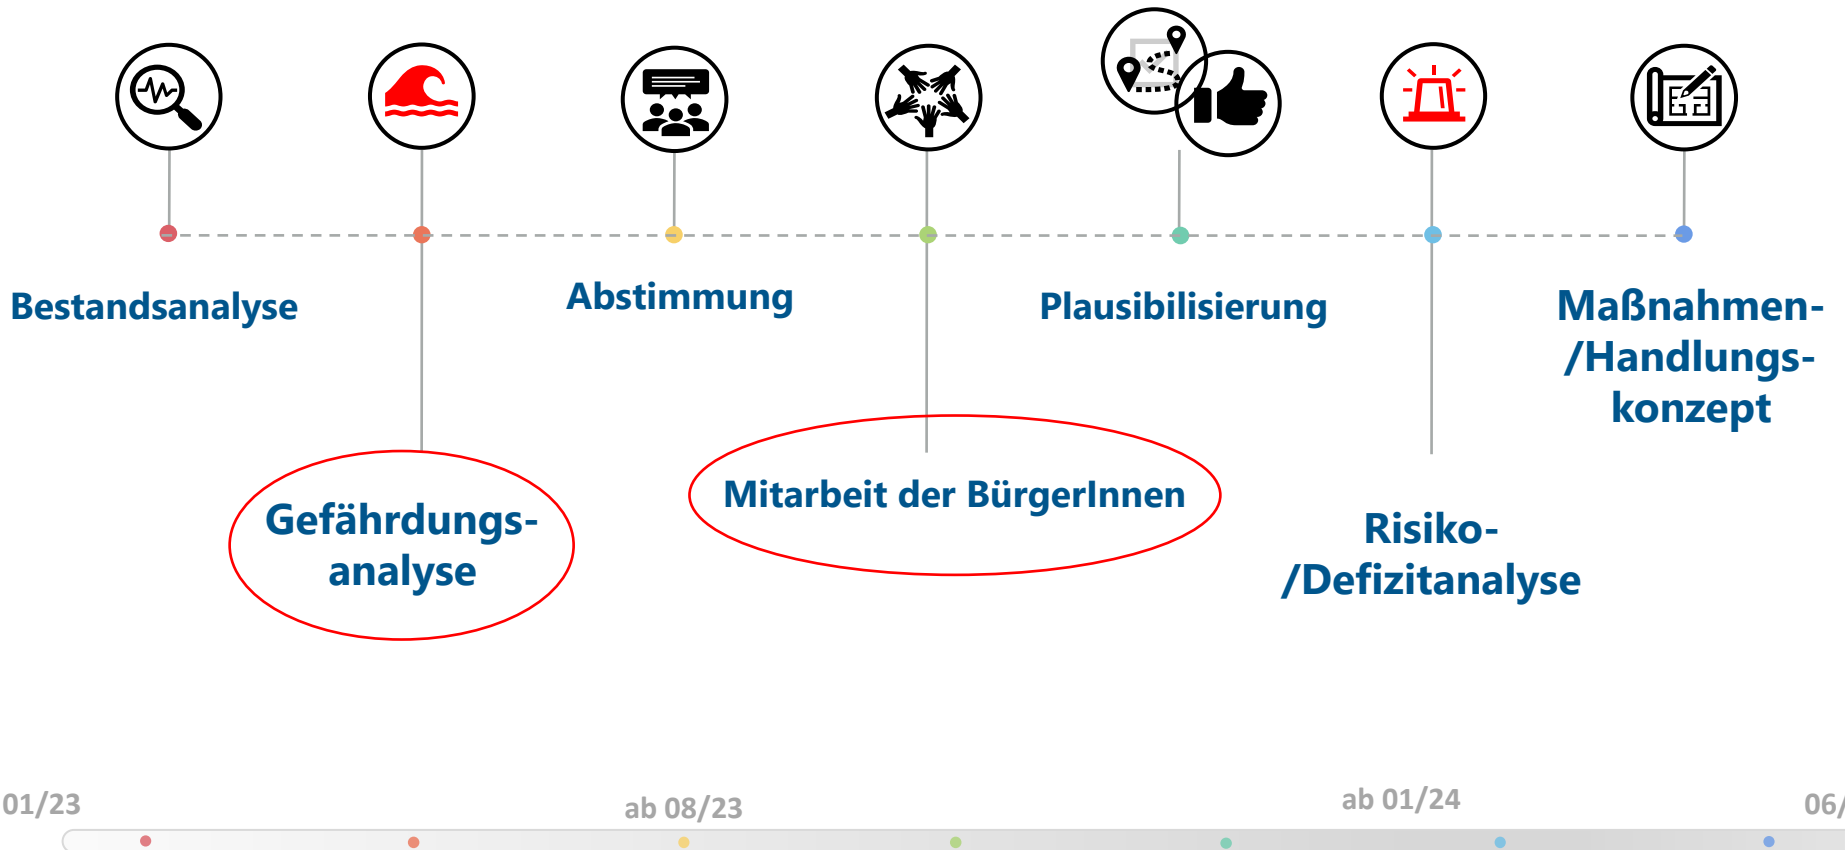 Bestandsanalyse
Gefährdungs-
analyse
Abstimmung
Mitarbeit der BürgerInnen
Plausibilisierung
Risiko-
/Defizitanalyse
Maßnahmen-
/Handlungs-
konzept
01/23
ab 08/23
ab 01/24
06/